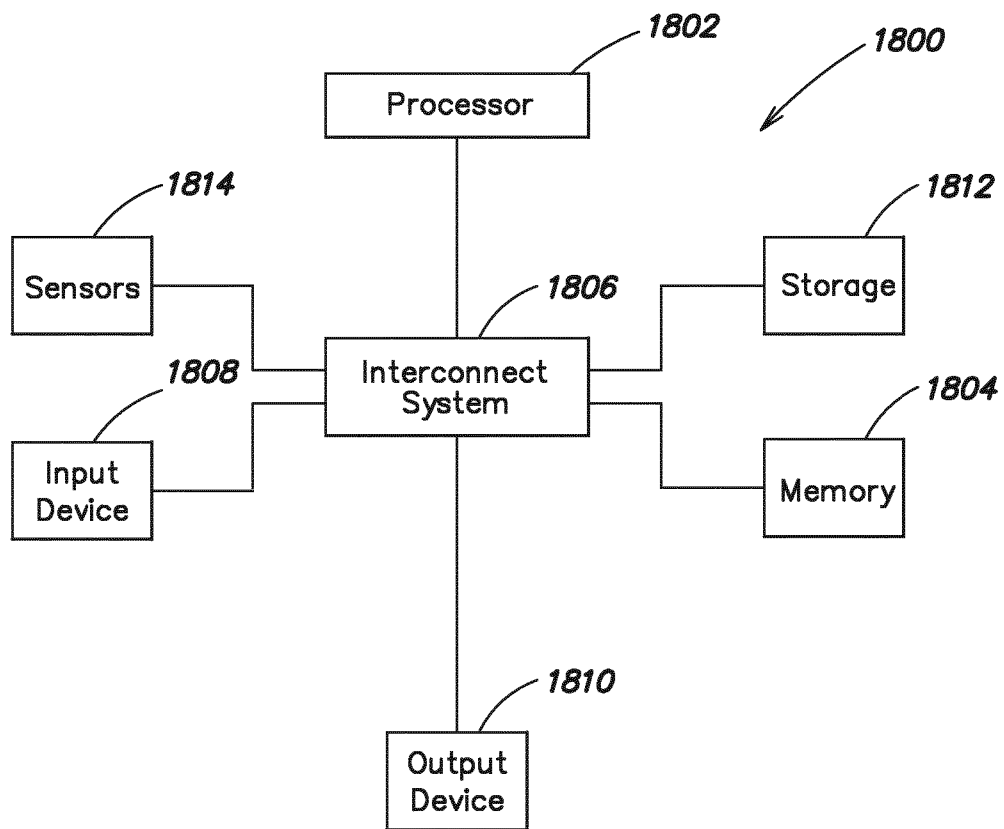 1802
1800
Processor
1814
1812
Sensors
Storage
1806
Interconnect
System
1808
1804
Input
Device
Memory
1810
Output
Device